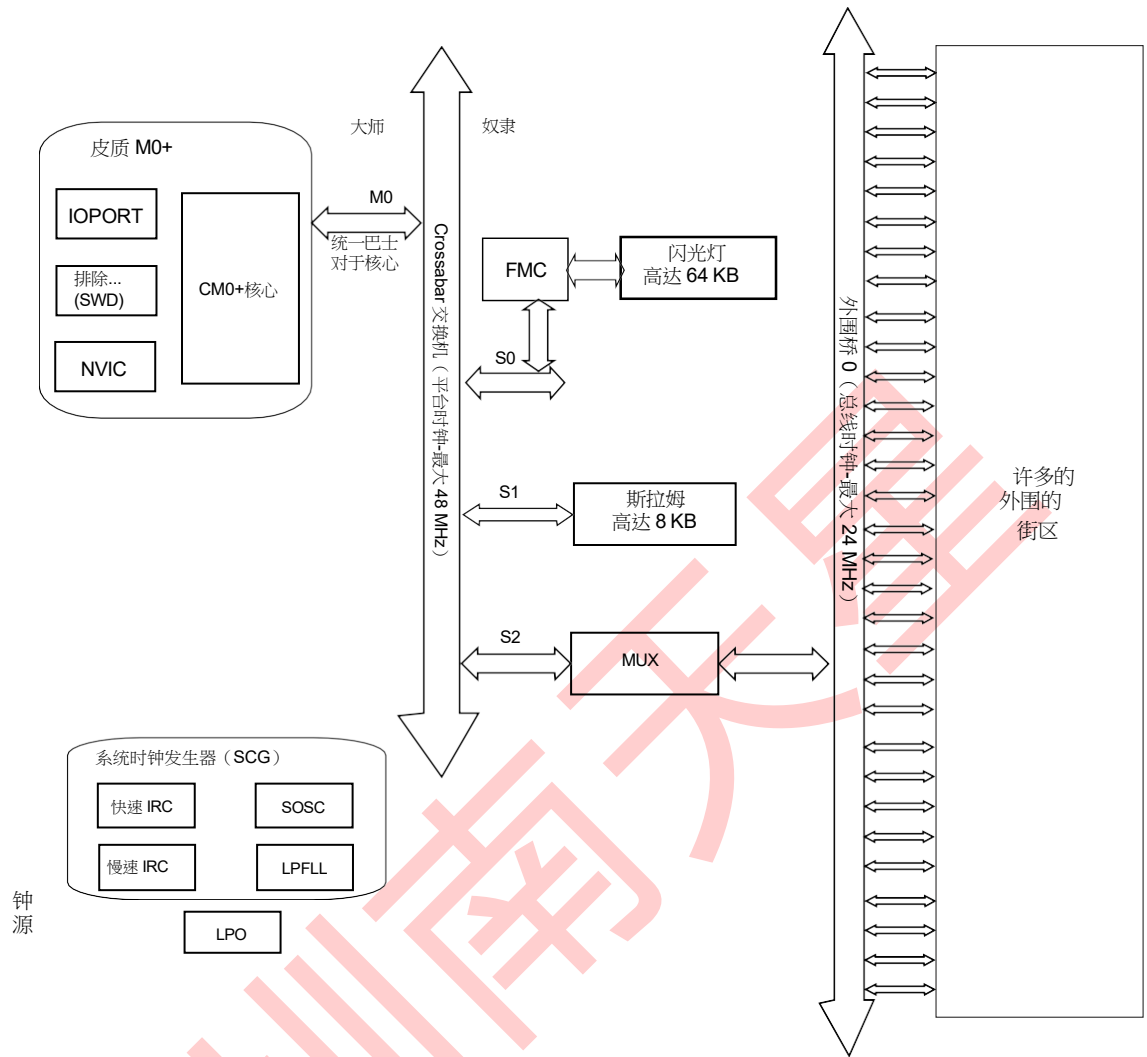 大师
奴隶
皮质 M0+
IOPORT
排除...
(SWD)
NVIC
CM0+核心
M0
统一巴士
对于核心
Crossabar 交换机（平台时钟-最大 48 MHz）
FMC
闪光灯
高达 64 KB
S0
S1
斯拉姆
高达 8 KB
S2
MUX
外围桥 0（总线时钟-最大 24 MHz）
许多的
外围的
街区
系统时钟发生器（SCG）
快速 IRC
SOSC
慢速 IRC
LPFLL
钟
源
LPO
圳南天星